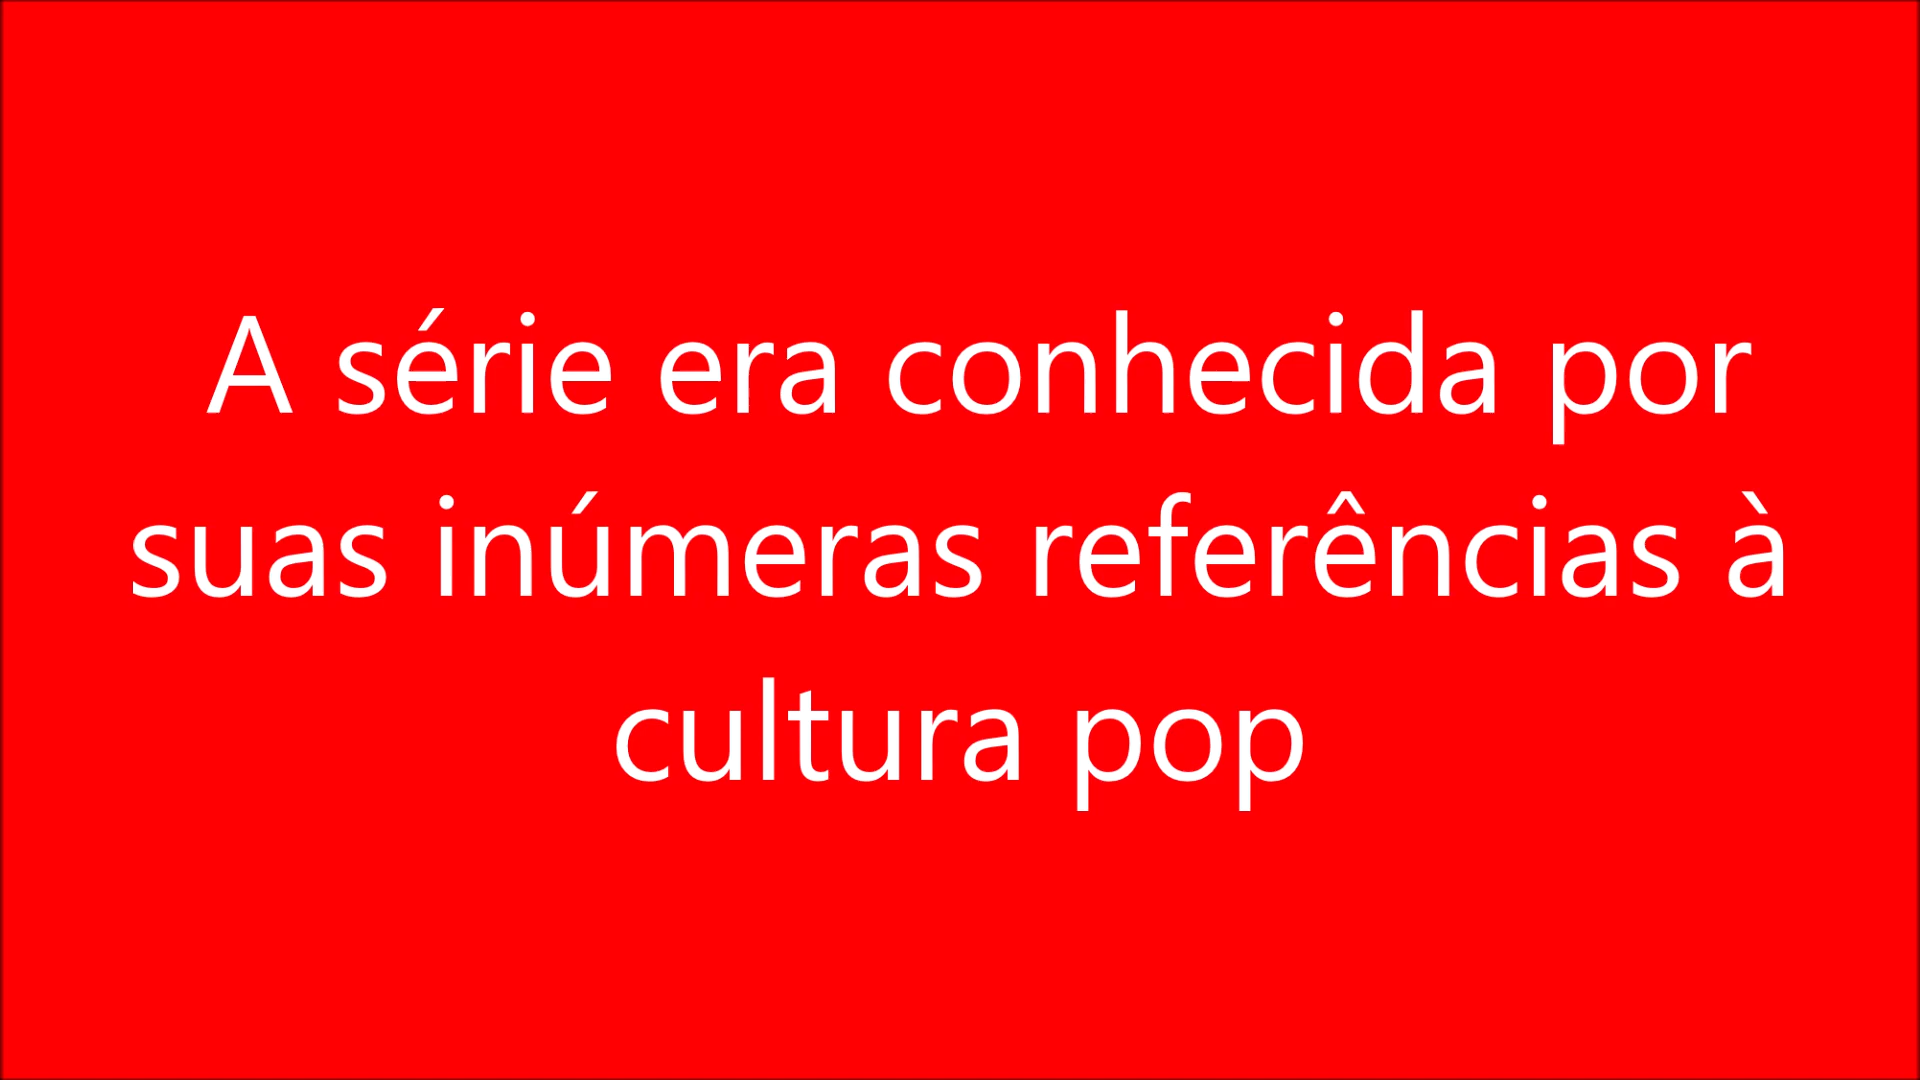 A série era conhecida por
suas inúmeras referências à
cultura pop